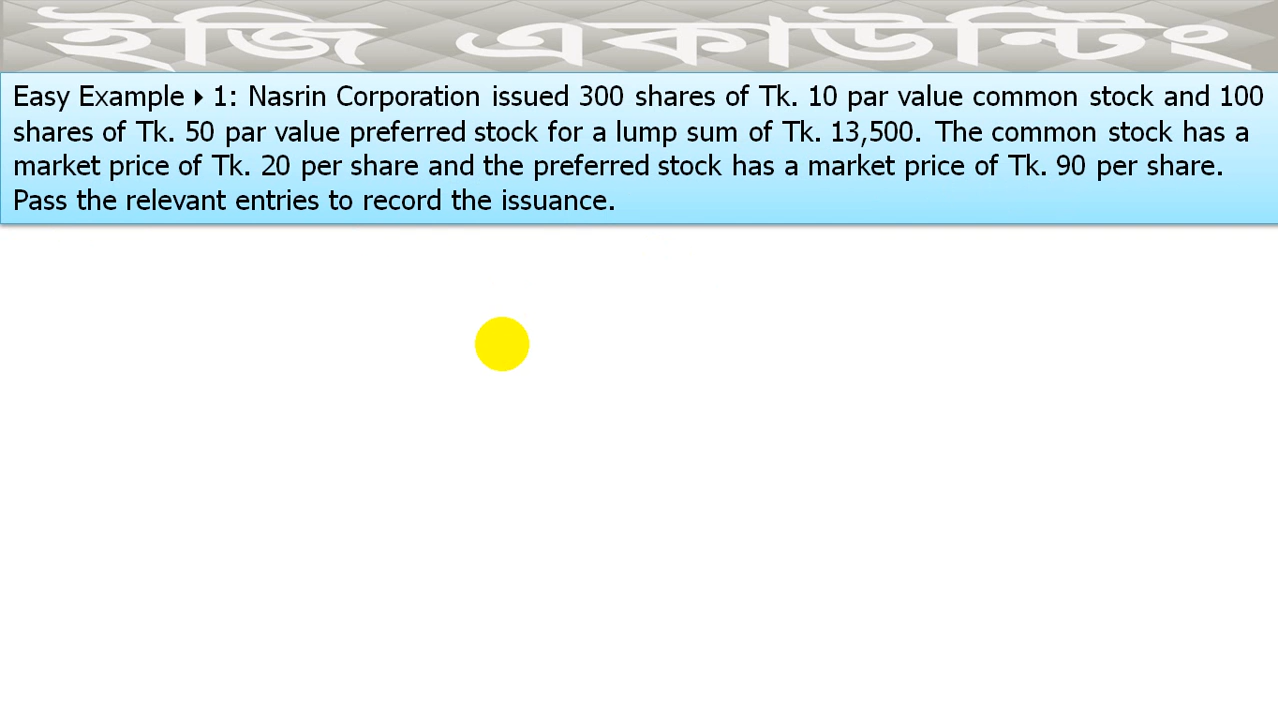 ইজি একাউন্টিং
Easy Example ▸ 1: Nasrin Corporation issued 300 shares of Tk. 10 par value common stock and 100
shares of Tk. 50 par value preferred stock for a lump sum of Tk. 13,500. The common stock has a
market price of Tk. 20 per share and the preferred stock has a market price of Tk. 90 per share.
Pass the relevant entries to record the issuance.